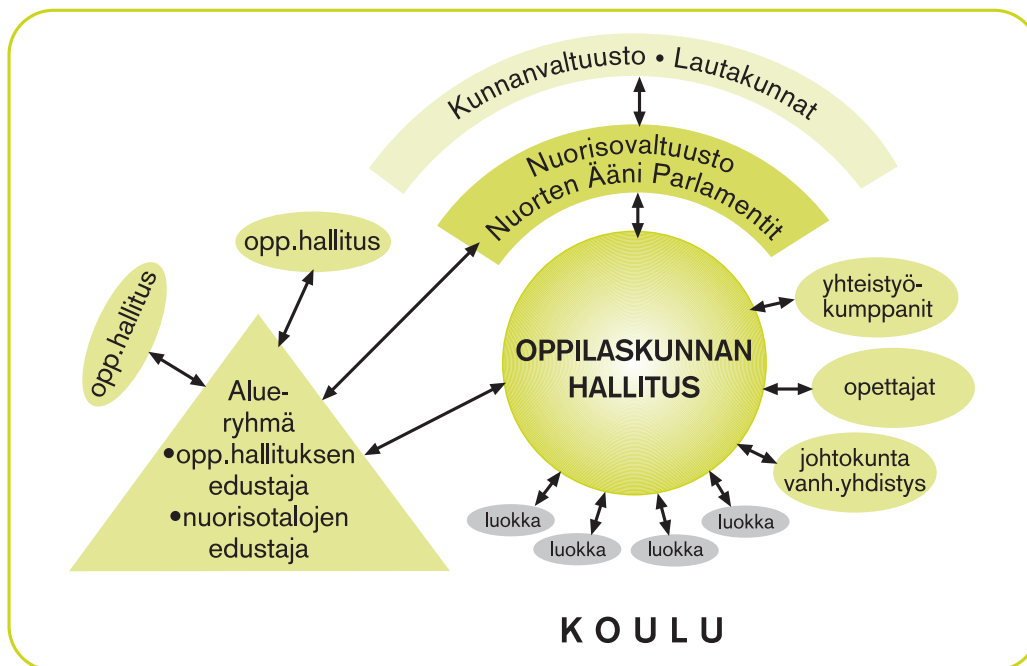 Kunnanvaltuusto • Lautakunnat
Nuorisovaltuusto
Nuorten Ääni Parlamentit
opp.hallitus
opp.hallitus
Alue-
ryhmä
•opp.hallituksen
edustaja
•nuorisotalojen
edustaja
OPPILASKUNNAN
HALLITUS
yhteistyö-
kumppanit
opettajat
johtokunta
vanh.yhdistys
luokka
luokka
luokka
luokka
KOULU